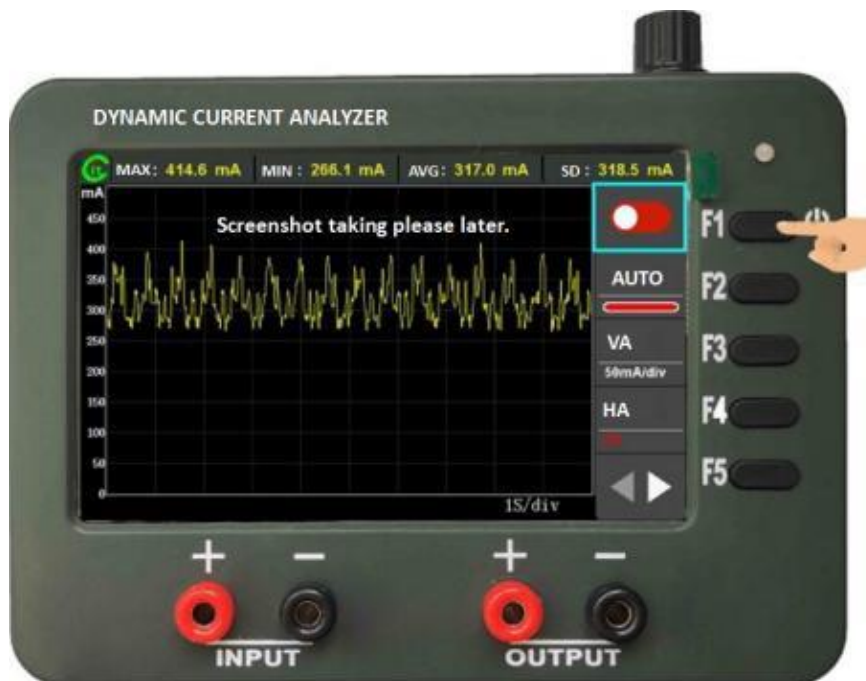 DYNAMIC CURRENT ANALYZER
MAX: 414.6 mA MIN : 266.1 mA AVG: 317.0 mA SD : 318.5 mA
mA
450
400
350
300
250
200
150
100
50
0
Screenshot taking please later.
1S/div
AUTO
VA
50mA/div
HA
F1
F2
F3
F4
F5
+ − + −
INPUT OUTPUT